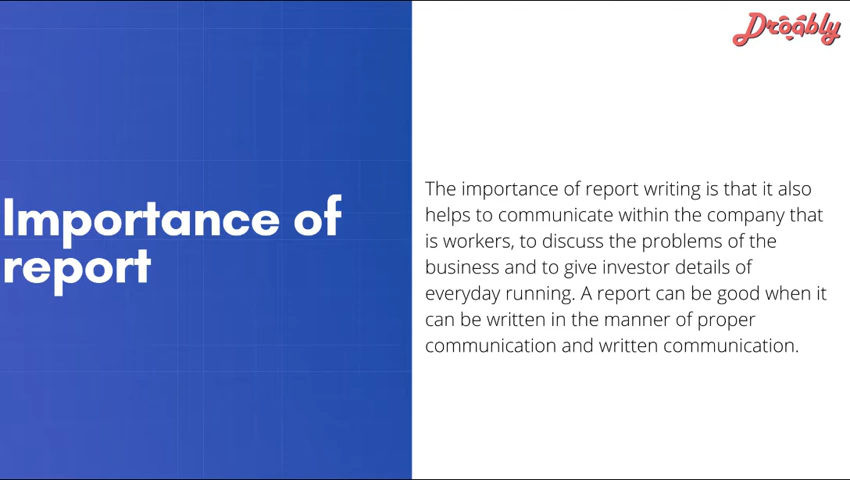 Droably
Importance of
report
The importance of report writing is that it also
helps to communicate within the company that
is workers, to discuss the problems of the
business and to give investor details of
everyday running. A report can be good when it
can be written in the manner of proper
communication and written communication.